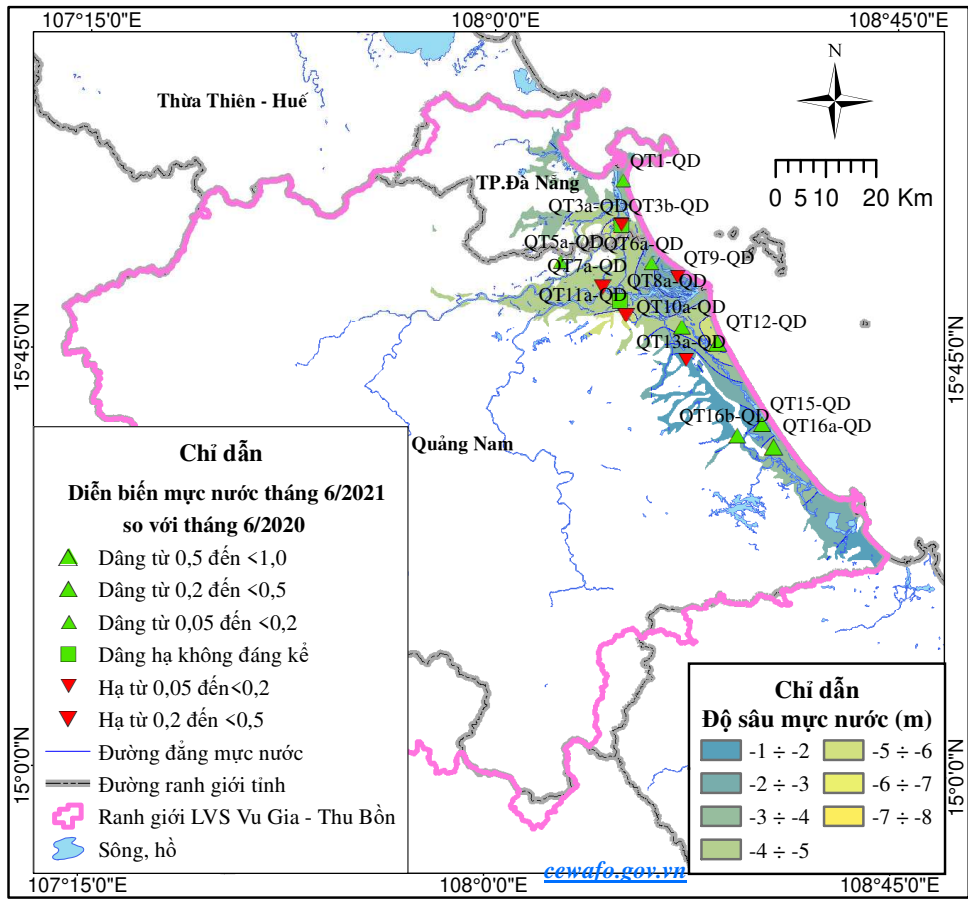 107°15'0"E
108°0'0"E
108°45'0"E
Thừa Thiên - Huế
N
QT1-QD
TP.Đà Nẵng
0 5 10 20 Km
QT3a-QD QT3b-QD
QT5a-QD QT6a-QD
QT7a-QD
QT9-QD
QT8a-QD
QT11a-QD
QT10a-QD
QT12-QD
QT13a-QD
15°45'0"N
15°45'0"N
QT15-QD
QT16b-QD
QT16a-QD
Quảng Nam
Chỉ dẫn
Diễn biến mực nước tháng 6/2021
so với tháng 6/2020
Dâng từ 0,5 đến <1,0
Dâng từ 0,2 đến <0,5
Dâng từ 0,05 đến <0,2
Dâng hạ không đáng kể
Hạ từ 0,05 đến<0,2
Hạ từ 0,2 đến <0,5
Đường đẳng mực nước
Đường ranh giới tỉnh
Ranh giới LVS Vu Gia - Thu Bồn
Sông, hồ
Chỉ dẫn
Độ sâu mực nước (m)
-1 ÷ -2
-2 ÷ -3
-3 ÷ -4
-4 ÷ -5
-5 ÷ -6
-6 ÷ -7
-7 ÷ -8
15°0'0"N
15°0'0"N
cewafo.gov.vn
107°15'0"E
108°0'0"E
108°45'0"E